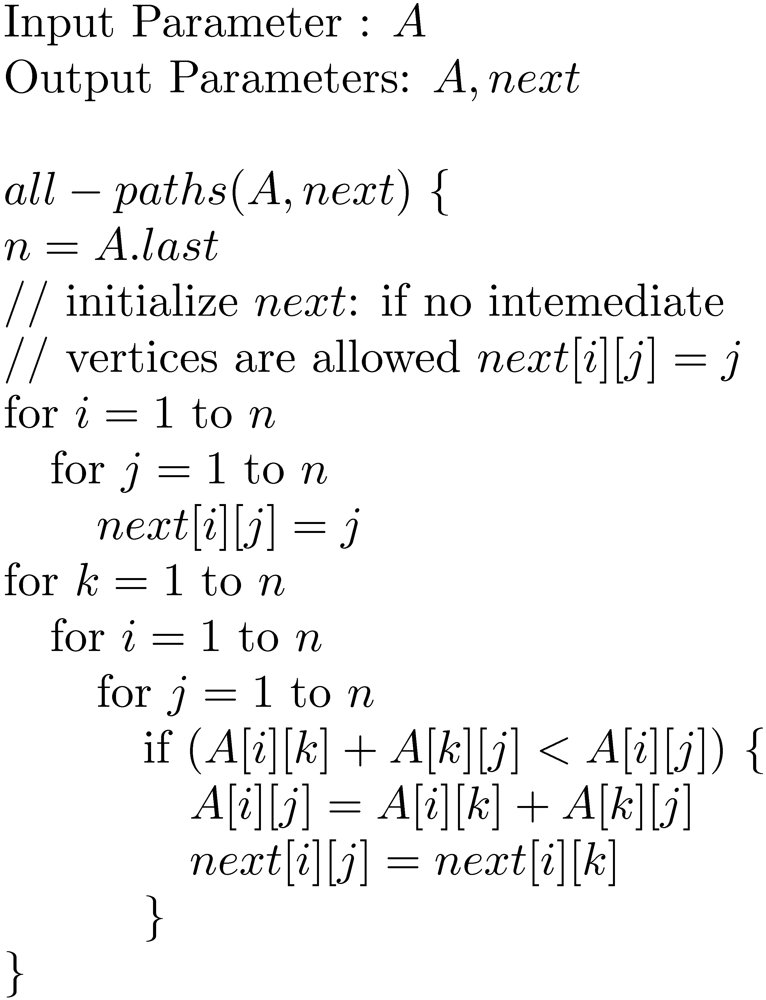 Input Parameter : A
Output Parameters: A, next
all − paths(A, next) {
n = A.last
// initialize next: if no intemediate
// vertices are allowed next[i][j] = j
for i = 1 to n
for j = 1 to n
next[i][j] = j
for k = 1 to n
for i = 1 to n
for j = 1 to n
if (A[i][k] + A[k][j] < A[i][j]) {
A[i][j] = A[i][k] + A[k][j]
next[i][j] = next[i][k]
}
}